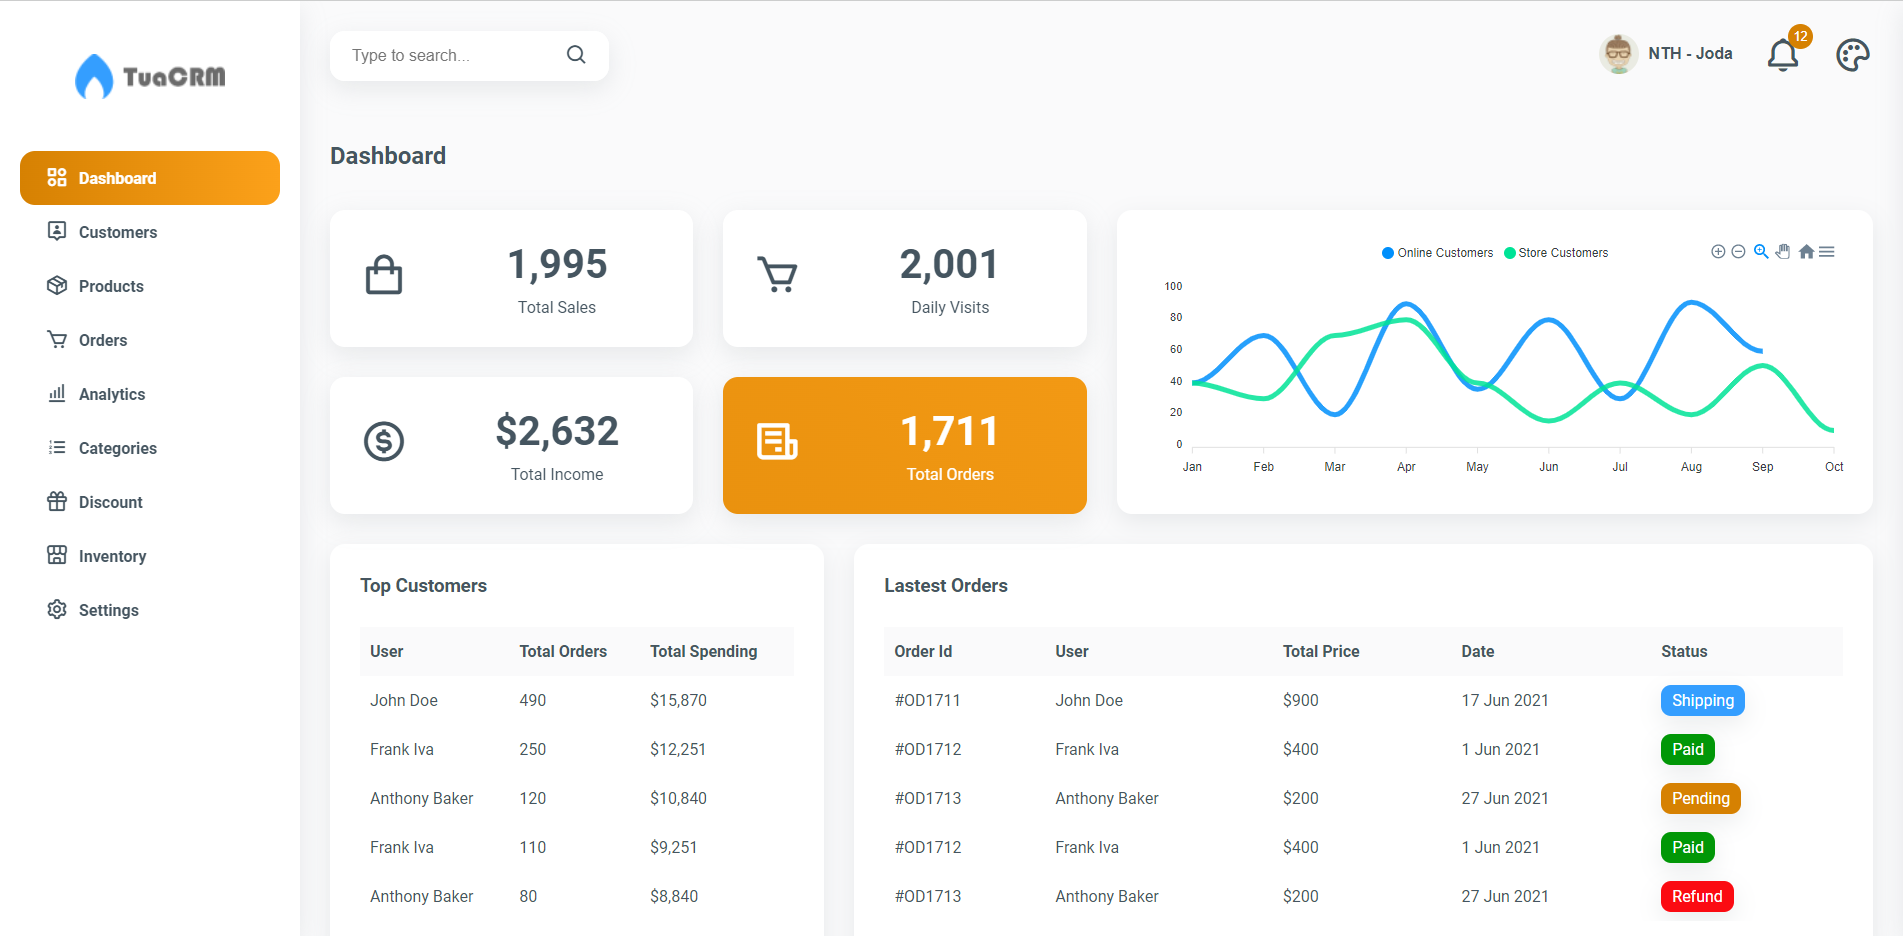 TuaCRM
Dashboard
Customers
Products
Orders
Analytics
Categories
Discount
Inventory
Settings
Type to search...
NTH - Joda
12
Dashboard
1,995
Total Sales
2,001
Daily Visits
$2,632
Total Income
1,711
Total Orders
Online Customers Store Customers
100
80
60
40
20
0
Jan Feb Mar Apr May Jun Jul Aug Sep Oct
Top Customers
User Total Orders Total Spending
John Doe 490 $15,870
Frank Iva 250 $12,251
Anthony Baker 120 $10,840
Frank Iva 110 $9,251
Anthony Baker 80 $8,840
Lastest Orders
Order Id User Total Price Date Status
#OD1711 John Doe $900 17 Jun 2021 Shipping
#OD1712 Frank Iva $400 1 Jun 2021 Paid
#OD1713 Anthony Baker $200 27 Jun 2021 Pending
#OD1712 Frank Iva $400 1 Jun 2021 Paid
#OD1713 Anthony Baker $200 27 Jun 2021 Refund